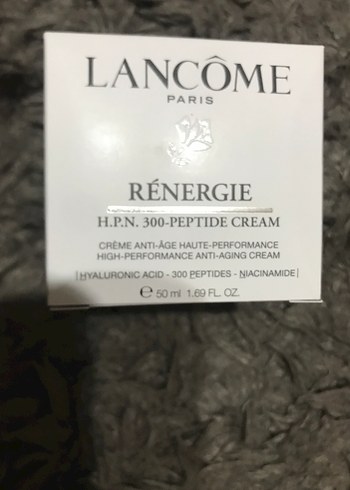 LANCÔME
PARIS
RÉNERGIE
H.P.N. 300-PEPTIDE CREAM
CRÈME ANTI-ÂGE HAUTE-PERFORMANCE
HIGH-PERFORMANCE ANTI-AGING CREAM
| HYALURONIC ACID - 300 PEPTIDES - NIACINAMIDE |
℮ 50 ml 1.69 FL. OZ.